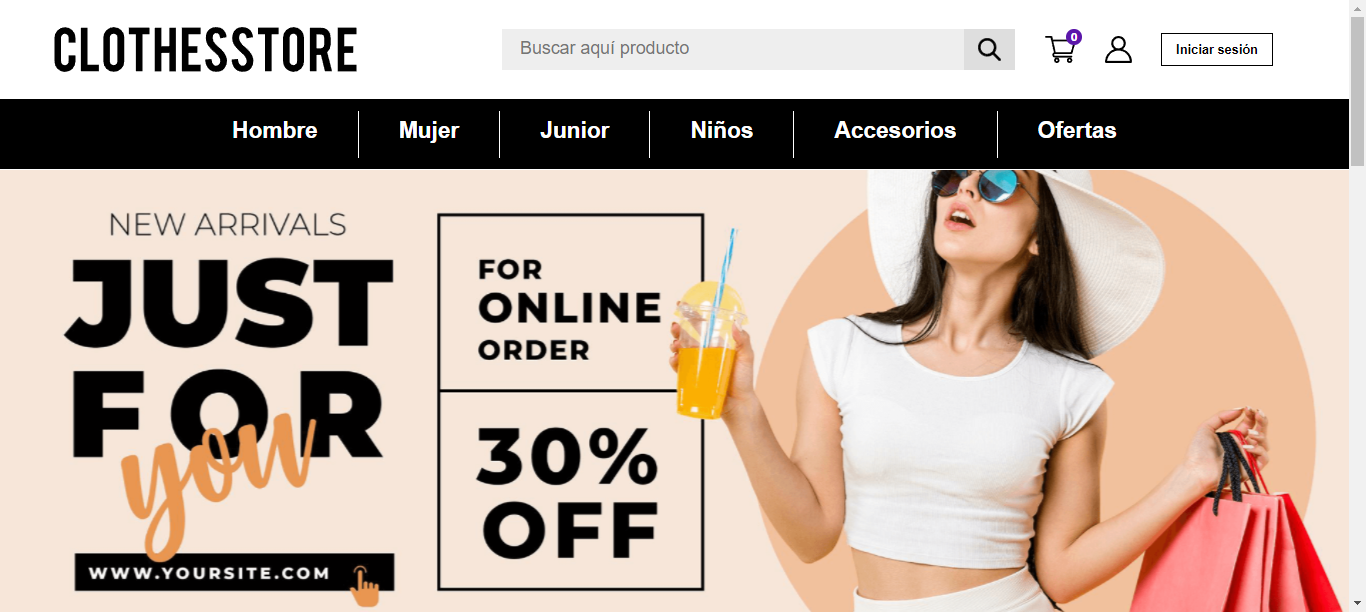 CLOTHESSTORE
Buscar aquí producto
0
Iniciar sesión
Hombre
Mujer
Junior
Niños
Accesorios
Ofertas
NEW ARRIVALS
JUST
FOR
you
WWW.YOURSITE.COM
FOR
ONLINE
ORDER
30%
OFF